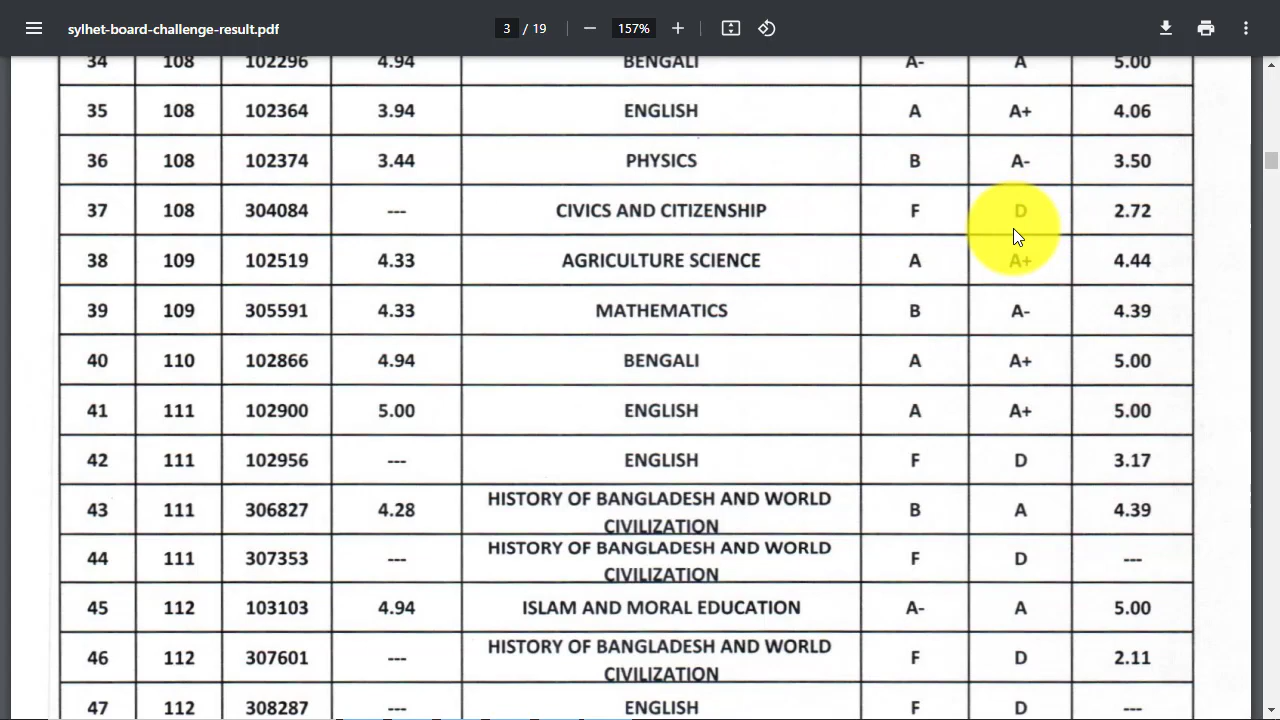 sylhet-board-challenge-result.pdf 3 / 19 157%
34 108 102296 4.94 BENGALI A- A 5.00
35 108 102364 3.94 ENGLISH A A+ 4.06
36 108 102374 3.44 PHYSICS B A- 3.50
37 108 304084 --- CIVICS AND CITIZENSHIP F D 2.72
38 109 102519 4.33 AGRICULTURE SCIENCE A A+ 4.44
39 109 305591 4.33 MATHEMATICS B A- 4.39
40 110 102866 4.94 BENGALI A A+ 5.00
41 111 102900 5.00 ENGLISH A A+ 5.00
42 111 102956 --- ENGLISH F D 3.17
43 111 306827 4.28 HISTORY OF BANGLADESH AND WORLD B A 4.39
CIVILIZATION
44 111 307353 --- HISTORY OF BANGLADESH AND WORLD F D ---
CIVILIZATION
45 112 103103 4.94 ISLAM AND MORAL EDUCATION A- A 5.00
46 112 307601 --- HISTORY OF BANGLADESH AND WORLD F D 2.11
CIVILIZATION
47 112 308287 --- ENGLISH F D ---